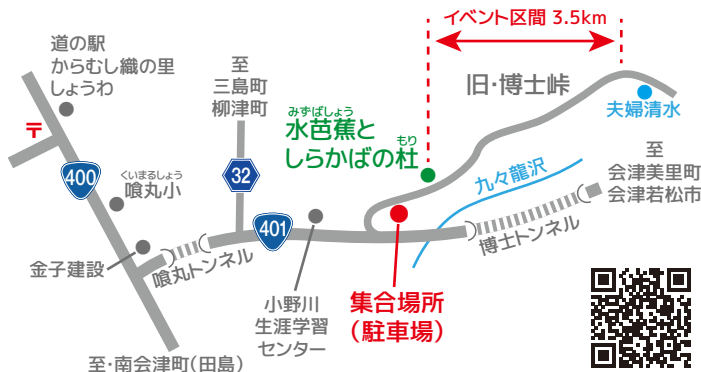 イベント区間 3.5km
道の駅
からむし織の里
しょうわ
〒
至
三島町
柳津町
旧・博士峠
夫婦清水
みずばしょう
水芭蕉と
もり
しらかばの杜
400
32
九々龍沢
至
会津美里町
会津若松市
くいまるしょう
喰丸小
401
博士トンネル
金子建設
喰丸トンネル
小野川
生涯学習
センター
集合場所
（駐車場）
至・南会津町（田島）